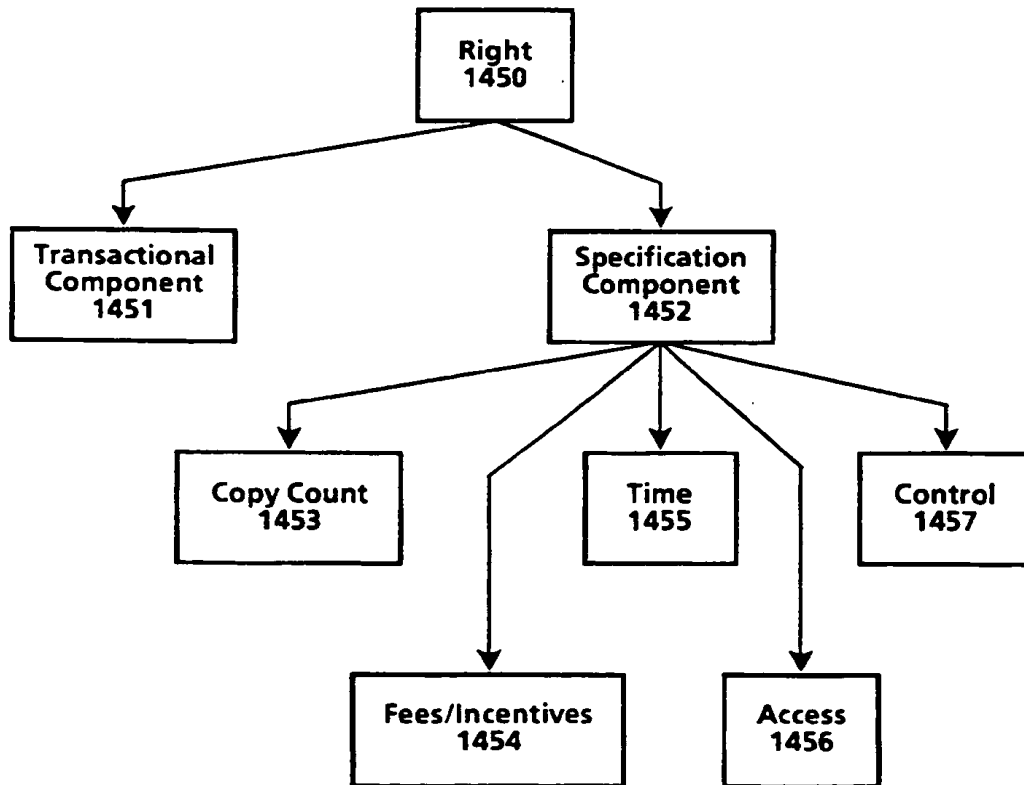 Right
1450
Transactional
Component
1451
Specification
Component
1452
Copy Count
1453
Time
1455
Control
1457
Fees/Incentives
1454
Access
1456